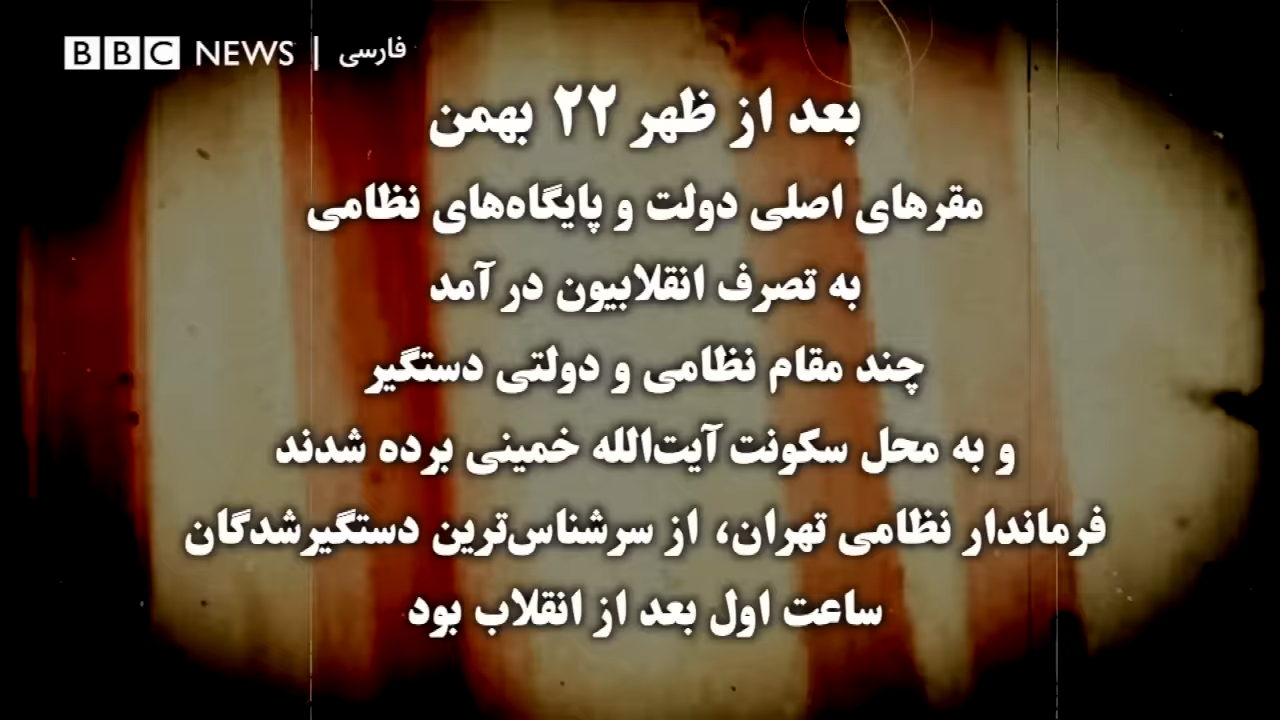 BBC NEWS | فارسی
بعد از ظهر ۲۲ بهمن
مقرهای اصلی دولت و پایگاه‌های نظامی
به تصرف انقلابیون در آمد
چند مقام نظامی و دولتی دستگیر
و به محل سکونت آیت‌الله خمینی برده شدند
فرماندار نظامی تهران، از سرشناس‌ترین دستگیرشدگان
ساعت اول بعد از انقلاب بود